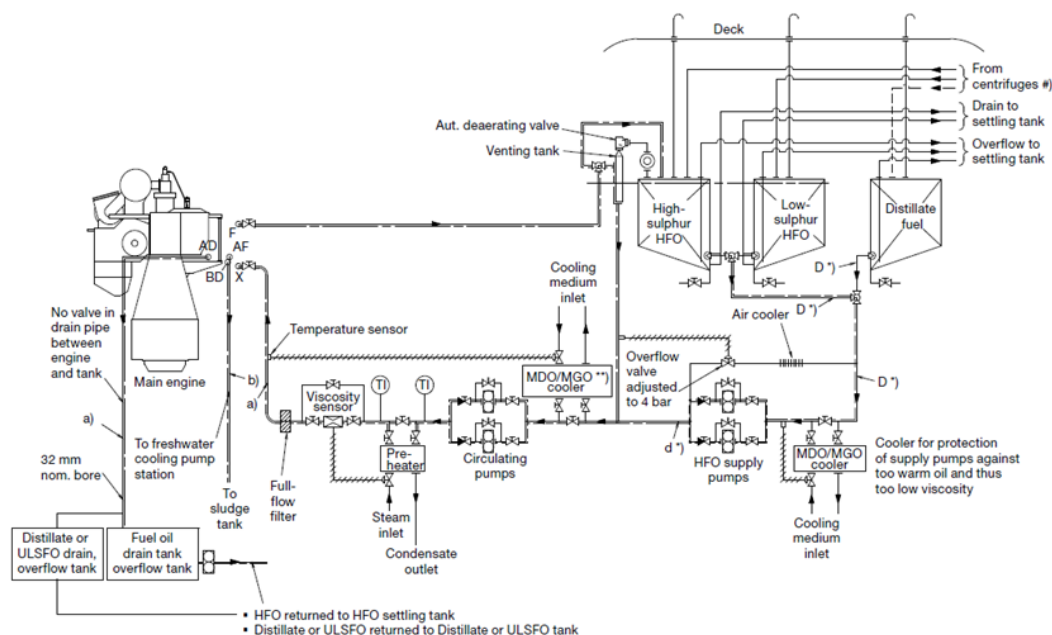 Deck
From
centrifuges #)
Drain to
settling tank
Overflow to
settling tank
Aut. deaerating valve
Venting tank
High-
sulphur
HFO
Low-
sulphur
HFO
Distillate
fuel
F
AD
AF
BD
X
D *)
D *)
Cooling
medium
inlet
Air cooler
No valve in
drain pipe
between
engine
and tank
Temperature sensor
Overflow
valve
adjusted
to 4 bar
Main engine
MDO/MGO **)
cooler
D *)
b)
a)
TI
TI
Viscosity
sensor
a)
To freshwater
cooling pump
station
Pre-
heater
Circulating
pumps
d *)
HFO supply
pumps
MDO/MGO
cooler
Cooler for protection
of supply pumps against
too warm oil and thus
too low viscosity
32 mm
nom. bore
To
sludge
tank
Full-
flow
filter
Steam
inlet
Condensate
outlet
Cooling
medium
inlet
Distillate or
ULSFO drain,
overflow tank
Fuel oil
drain tank
overflow tank
▪ HFO returned to HFO settling tank
▪ Distillate or ULSFO returned to Distillate or ULSFO tank